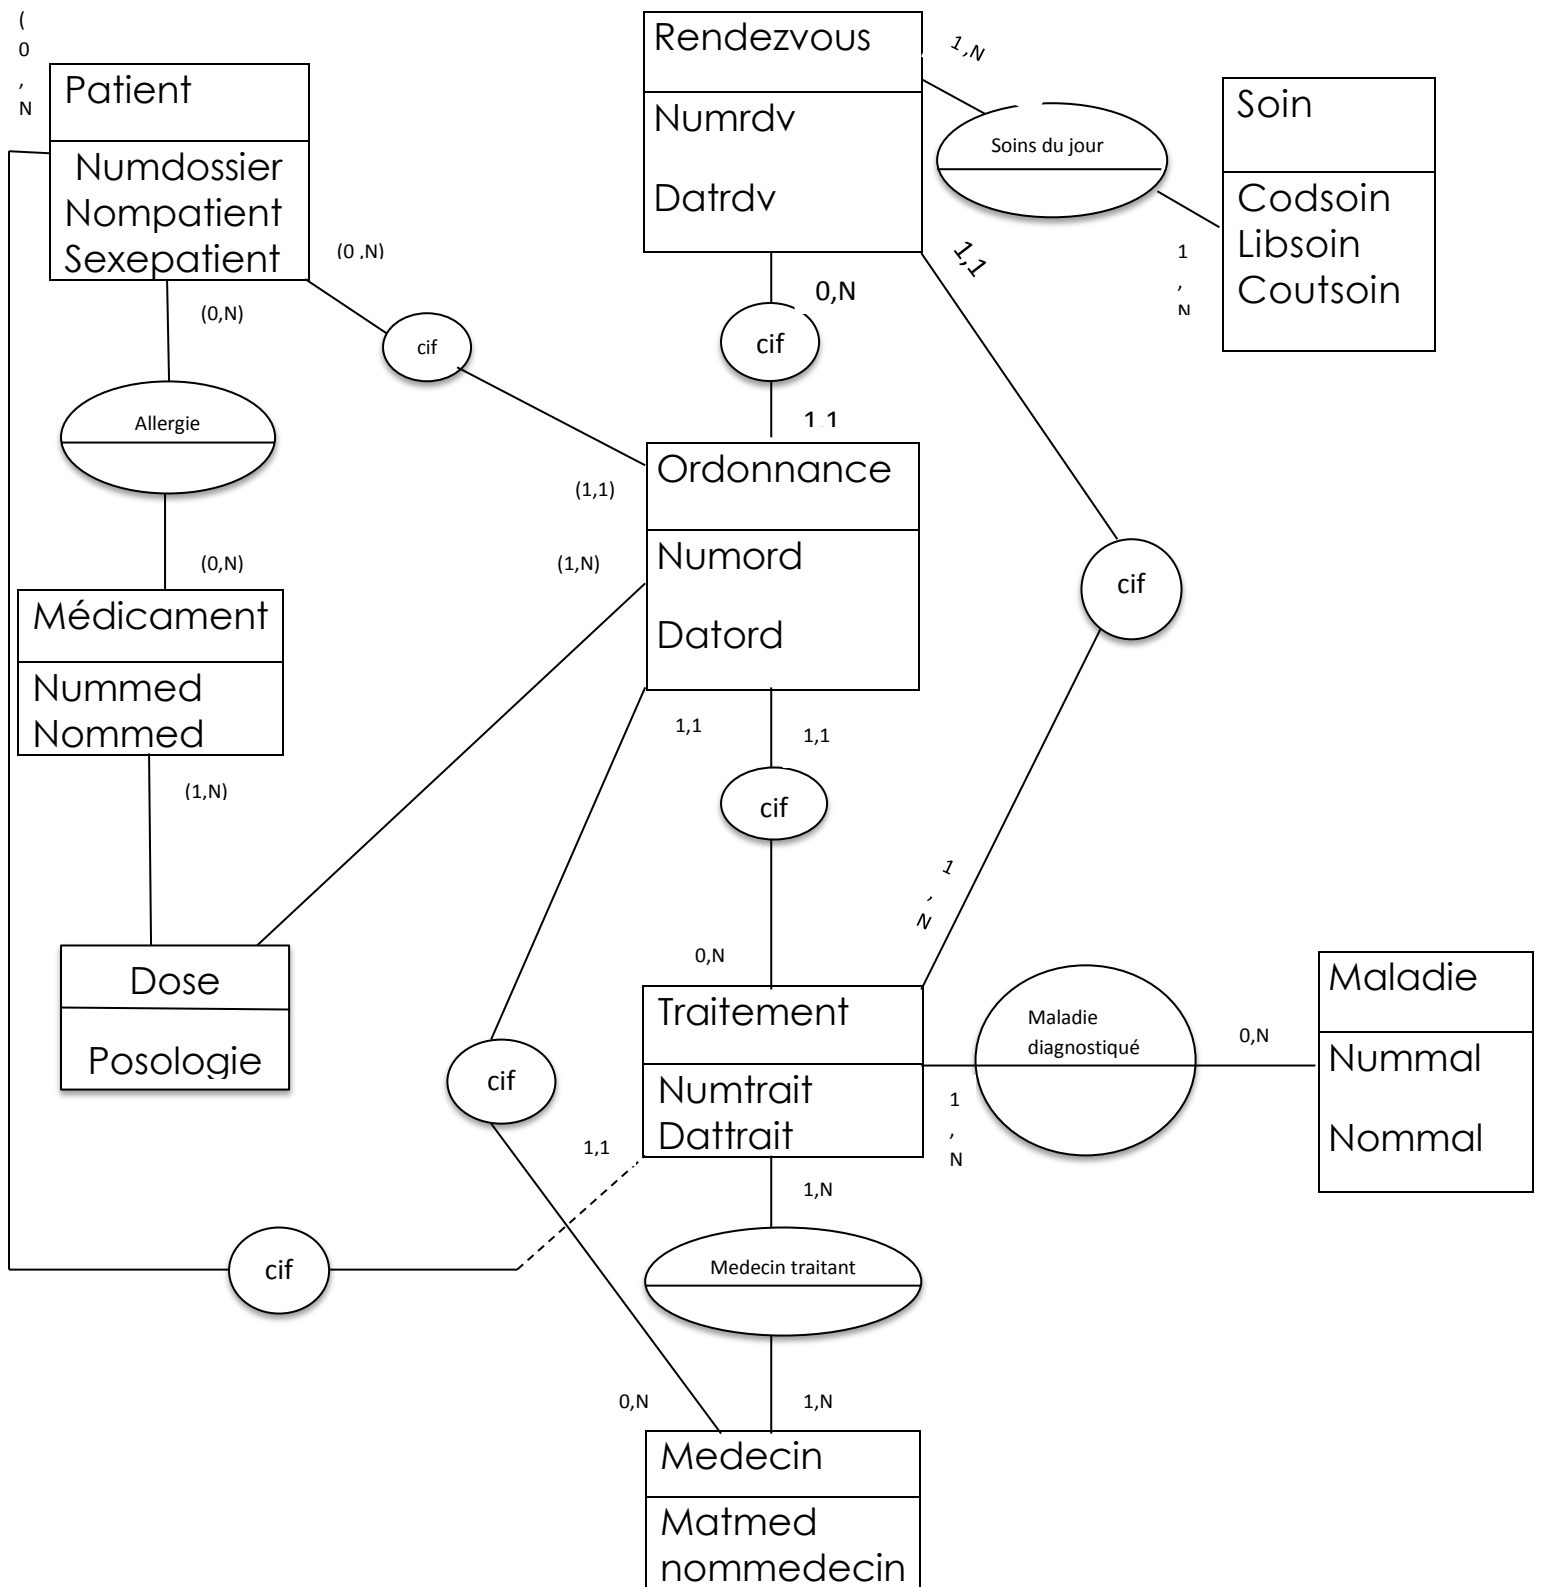 (
0
,
N
Patient
Numdossier
Nompatient
Sexepatient
(0,N)
(0 ,N)
cif
Allergie
(0,N)
Médicament
Nummed
Nommed
(1,N)
Dose
Posologie
Rendezvous
Numrdv
Datrdv
1,N
Soins du jour
1
,
N
Soin
Codsoin
Libsoin
Coutsoin
0,N
cif
1,1
1,1
cif
1
,
N
(1,1)
(1,N)
Ordonnance
Numord
Datord
1,1
1,1
cif
0,N
cif
Traitement
Numtrait
Dattrait
1,1
cif
1
,
N
Maladie
diagnostiqué
0,N
Maladie
Nummal
Nommal
1,N
Medecin traitant
0,N
1,N
Medecin
Matmed
nommedecin